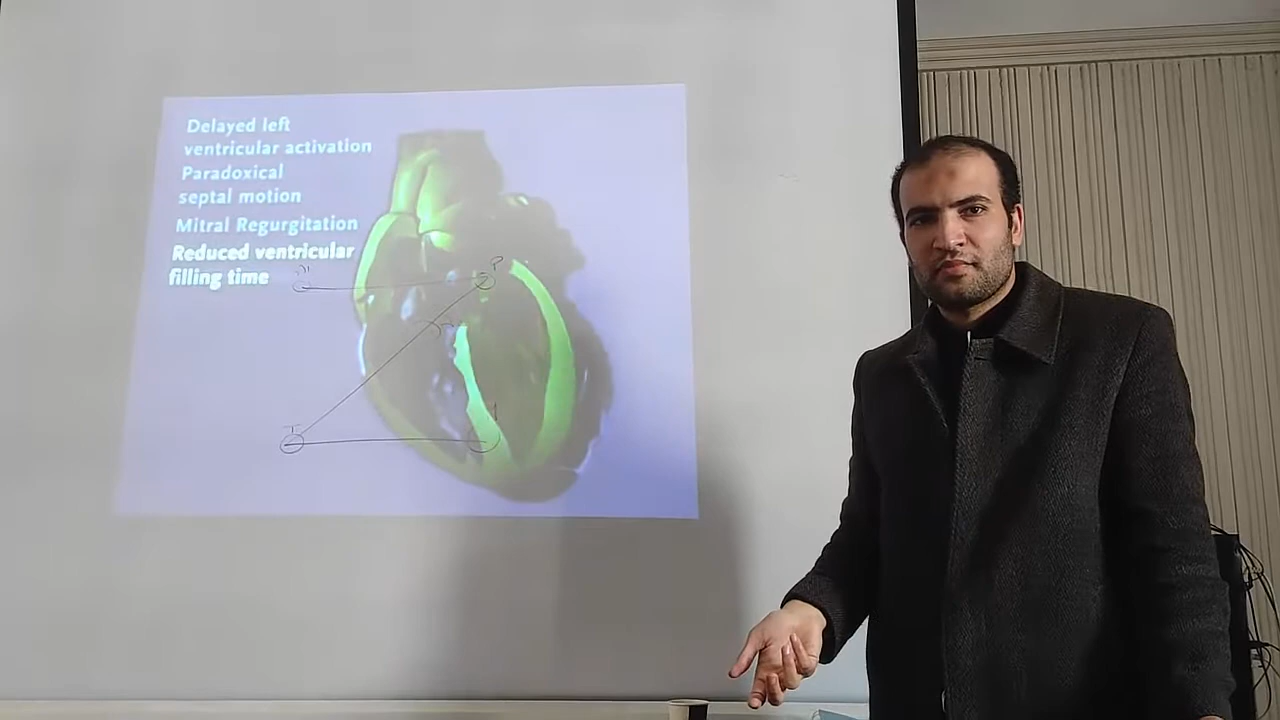 Delayed left
ventricular activation
Paradoxical
septal motion
Mitral Regurgitation
Reduced ventricular
filling time